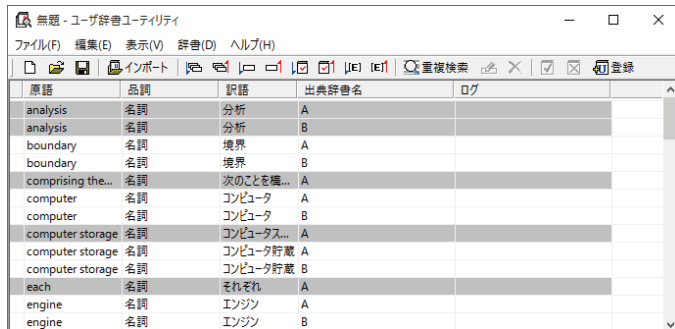 無題 - ユーザ辞書ユーティリティ
ファイル(F) 編集(E) 表示(V) 辞書(D) ヘルプ(H)
インポート 重複検索 登録
原語 品詞 訳語 出典辞書名 ログ
analysis 名詞 分析 A
analysis 名詞 分析 B
boundary 名詞 境界 A
boundary 名詞 境界 B
comprising the... 名詞 次のことを構... A
computer 名詞 コンピュータ A
computer 名詞 コンピュータ B
computer storage 名詞 コンピュータス... A
computer storage 名詞 コンピュータ貯蔵 A
computer storage 名詞 コンピュータ貯蔵 B
each 名詞 それぞれ A
engine 名詞 エンジン A
engine 名詞 エンジン B